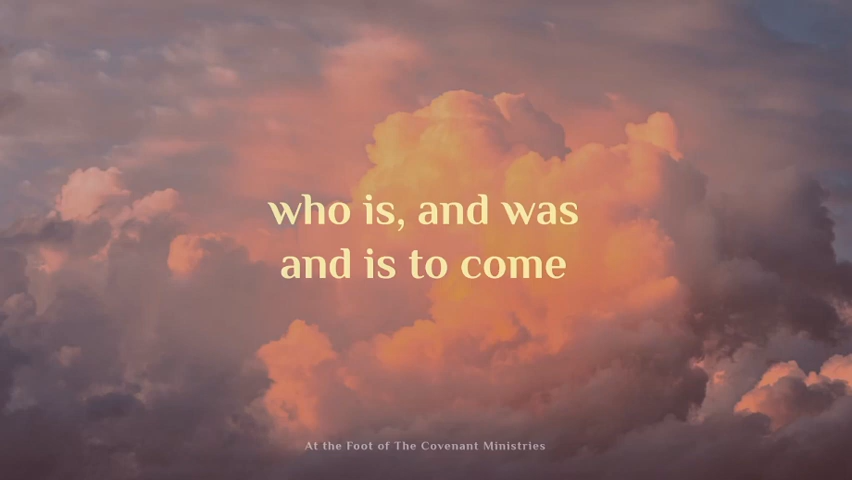 who is, and was
and is to come
At the Foot of The Covenant Ministries